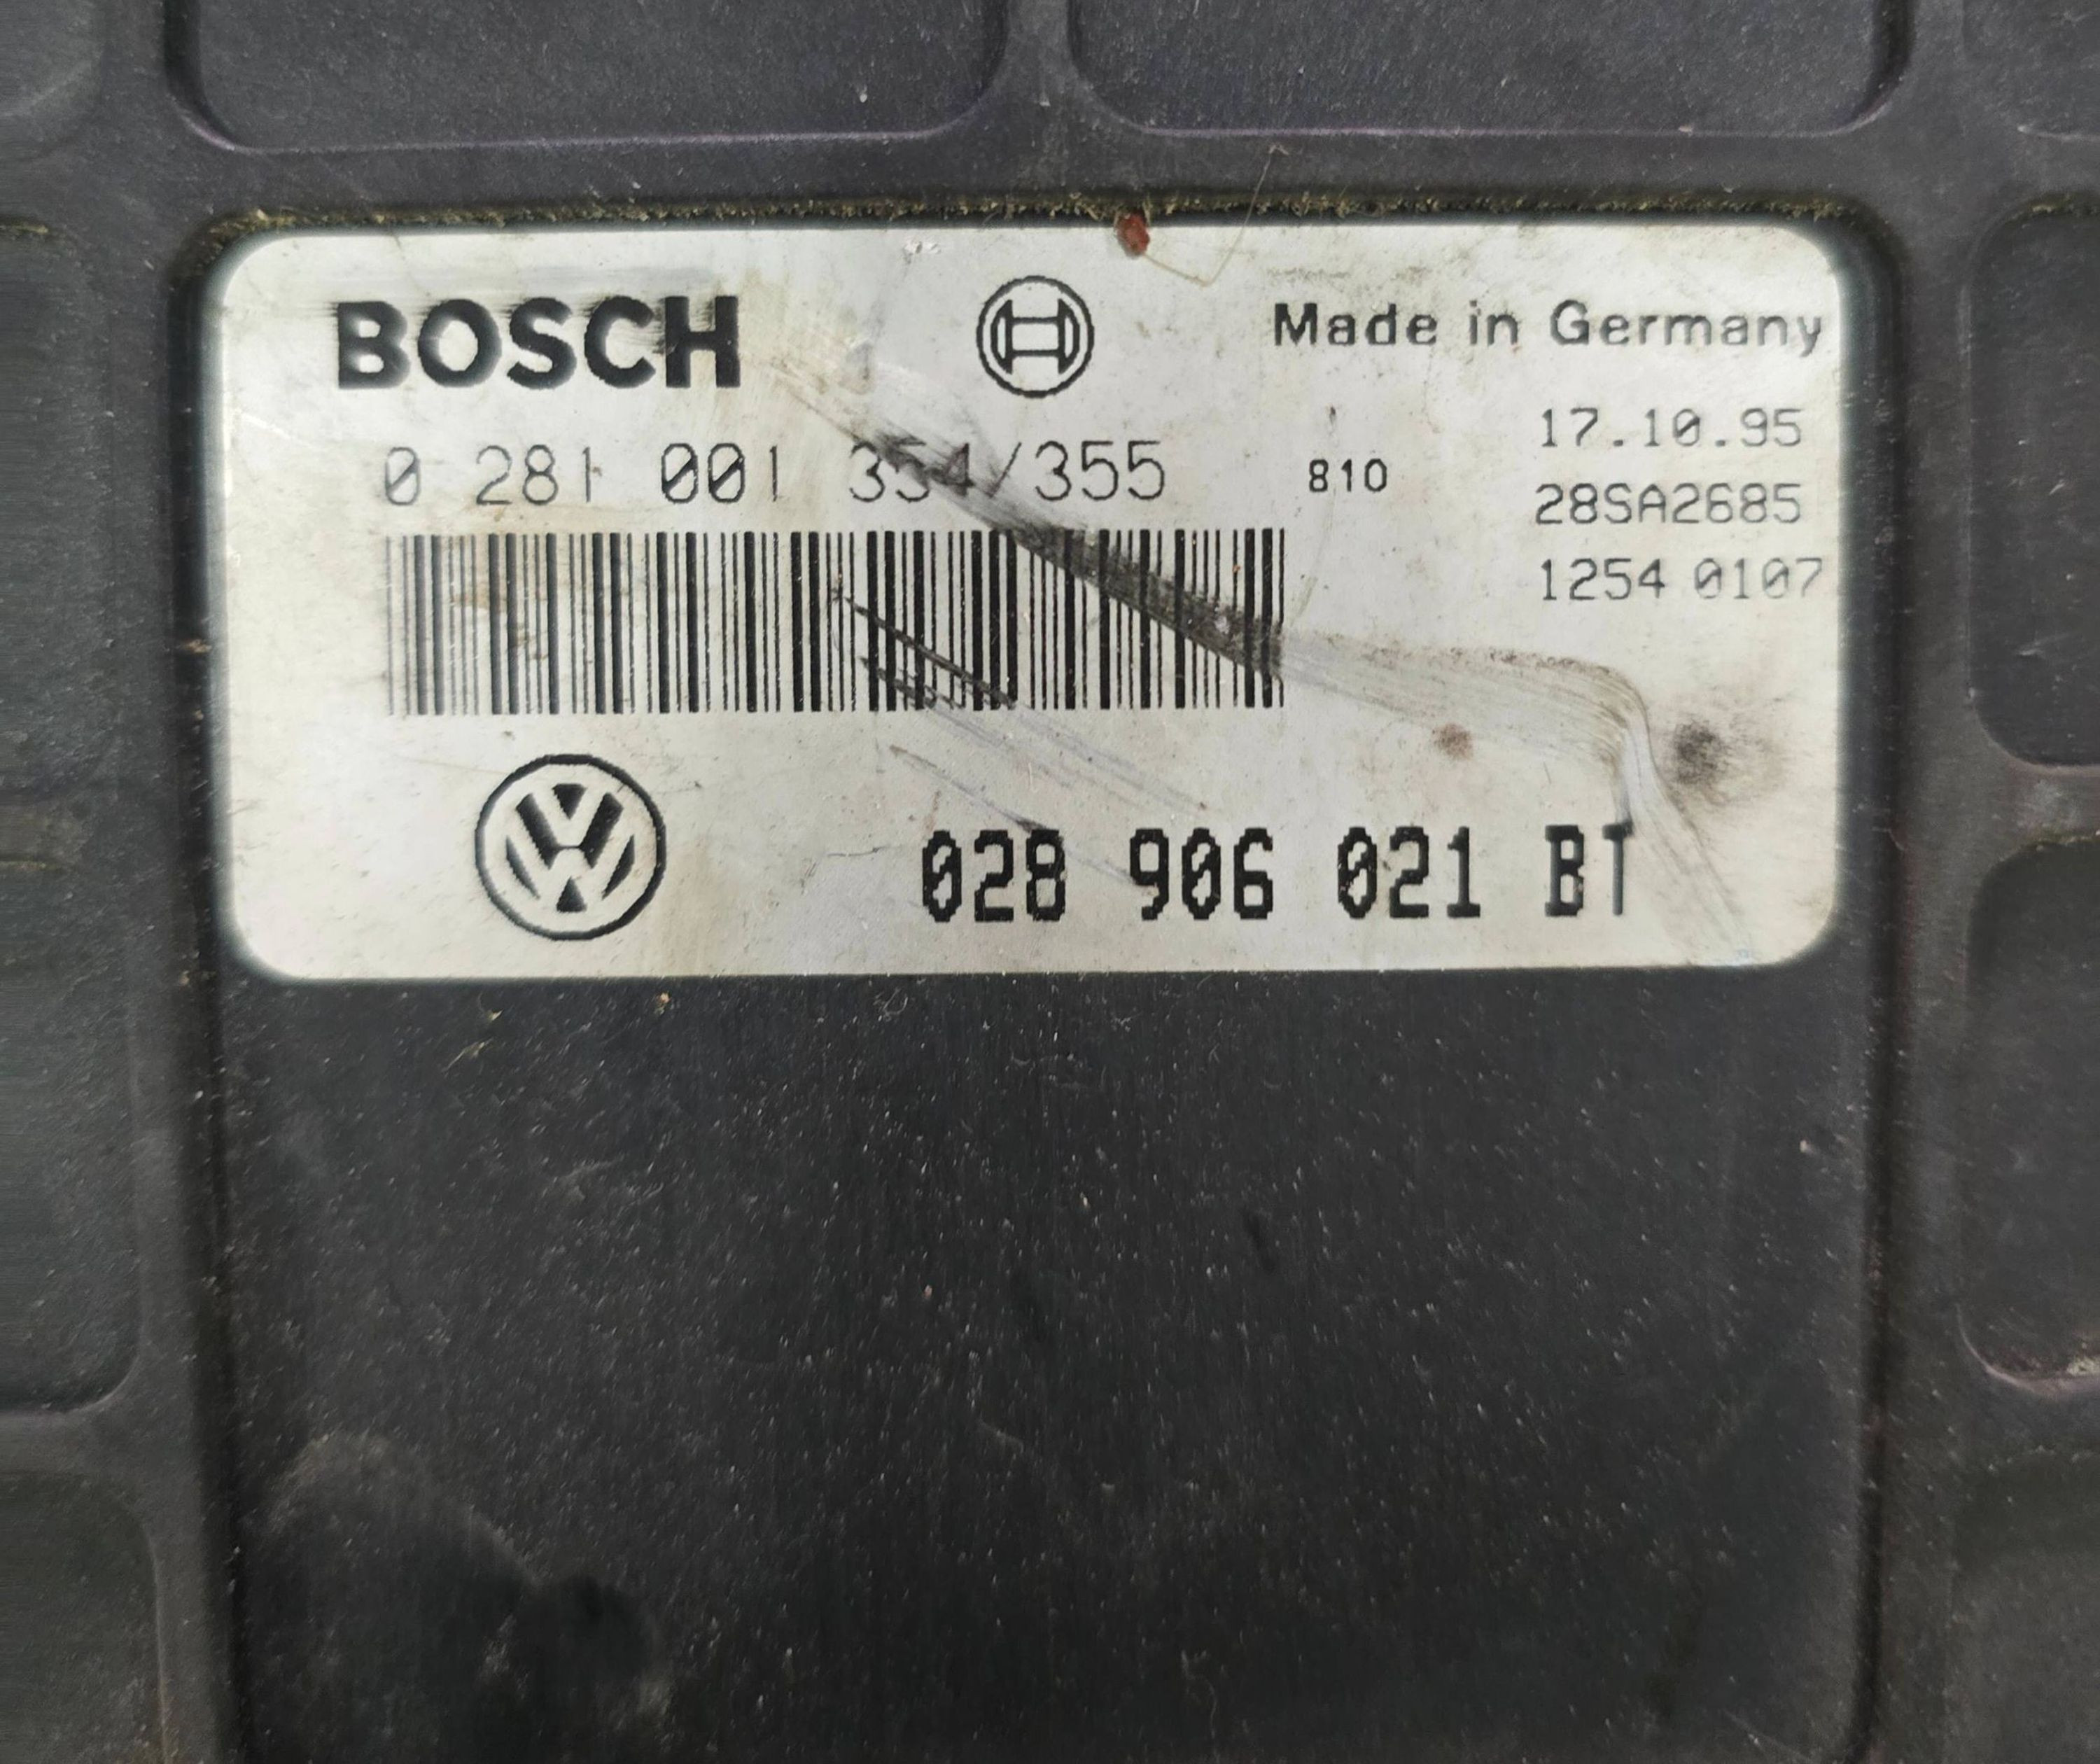 BOSCH
Made in Germany
0 281 001 354/355 810
17.10.95
28SA2685
1254 0107
VW
028 906 021 BT